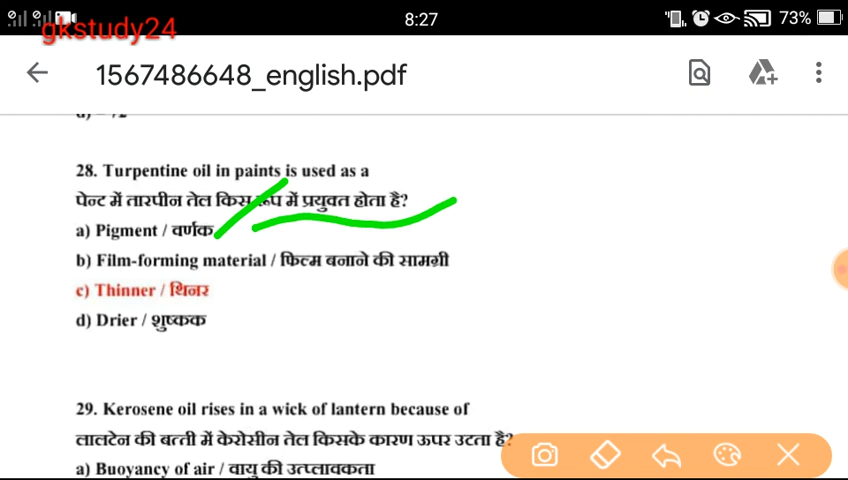 8:27
73%
gkstudy24
1567486648_english.pdf
28. Turpentine oil in paints is used as a
पेन्ट में तारपीन तेल किस रूप में प्रयुवत होता है?
a) Pigment / वर्णक
b) Film-forming material / फिल्म बनाने की सामग्री
c) Thinner / थिनर
d) Drier / शुष्कक
29. Kerosene oil rises in a wick of lantern because of
लालटेन की बत्ती में केरोसीन तेल किसके कारण ऊपर उटता है?
a) Buoyancy of air / वायु की उत्प्लावकता